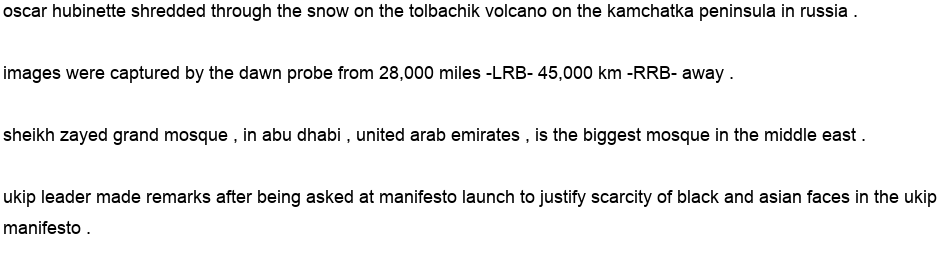 oscar hubinette shredded through the snow on the tolbachik volcano on the kamchatka peninsula in russia .
images were captured by the dawn probe from 28,000 miles -LRB- 45,000 km -RRB- away .
sheikh zayed grand mosque , in abu dhabi , united arab emirates , is the biggest mosque in the middle east .
ukip leader made remarks after being asked at manifesto launch to justify scarcity of black and asian faces in the ukip
manifesto .